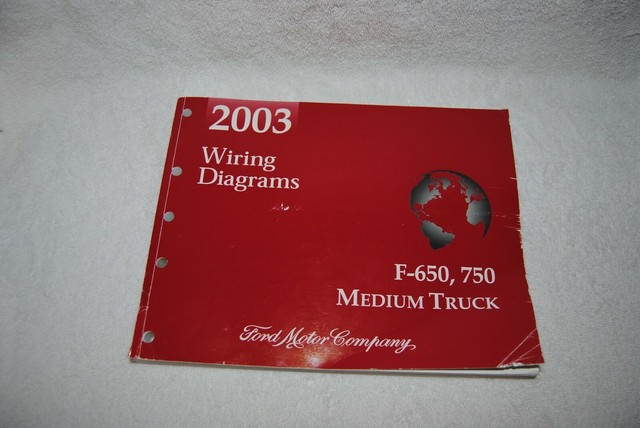 2003
Wiring
Diagrams
F-650, 750
MEDIUM TRUCK
Ford Motor Company